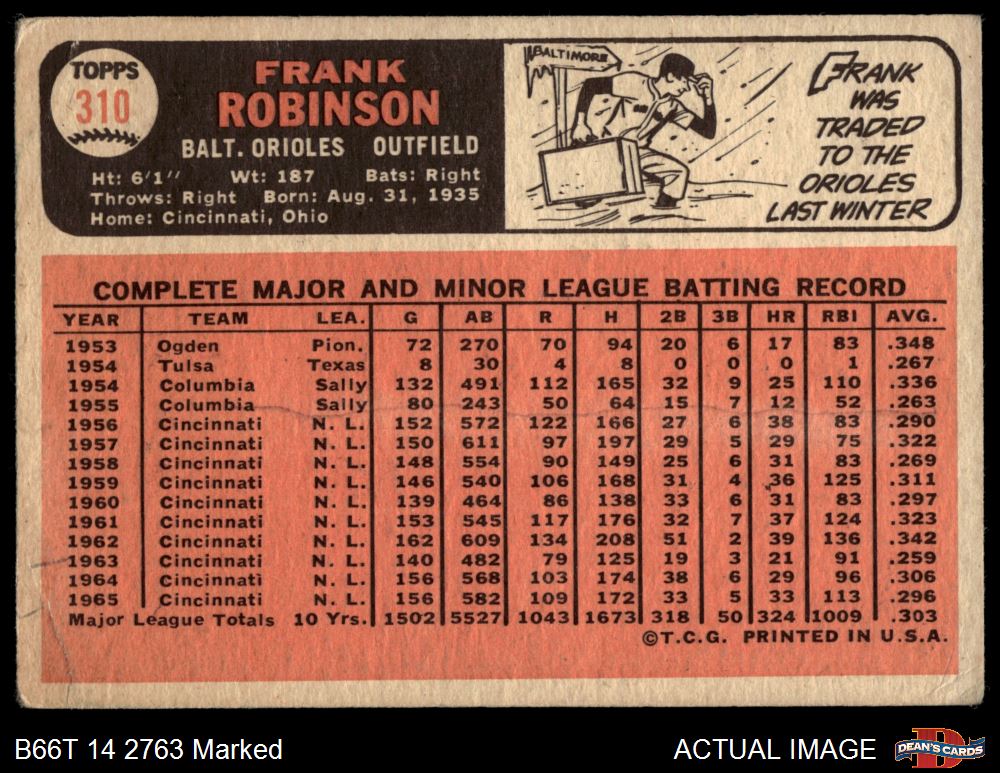 TOPPS
310
FRANK
ROBINSON
BALT. ORIOLES OUTFIELD
Ht: 6'1" Wt: 187 Bats: Right
Throws: Right Born: Aug. 31, 1935
Home: Cincinnati, Ohio
BALTIMORE
FRANK
WAS
TRADED
TO THE
ORIOLES
LAST WINTER
COMPLETE MAJOR AND MINOR LEAGUE BATTING RECORD
YEAR TEAM LEA. G AB R H 2B 3B HR RBI AVG.
1953 Ogden Pion. 72 270 70 94 20 6 17 83 .348
1954 Tulsa Texas 8 30 4 8 0 0 0 1 .267
1954 Columbia Sally 132 491 112 165 32 9 25 110 .336
1955 Columbia Sally 80 243 50 64 15 7 12 52 .263
1956 Cincinnati N. L. 152 572 122 166 27 6 38 83 .290
1957 Cincinnati N. L. 150 611 97 197 29 5 29 75 .322
1958 Cincinnati N. L. 148 554 90 149 25 6 31 83 .269
1959 Cincinnati N. L. 146 540 106 168 31 4 36 125 .311
1960 Cincinnati N. L. 139 464 86 138 33 6 31 83 .297
1961 Cincinnati N. L. 153 545 117 176 32 7 37 124 .323
1962 Cincinnati N. L. 162 609 134 208 51 2 39 136 .342
1963 Cincinnati N. L. 140 482 79 125 19 3 21 91 .259
1964 Cincinnati N. L. 156 568 103 174 38 6 29 96 .306
1965 Cincinnati N. L. 156 582 109 172 33 5 33 113 .296
Major League Totals 10 Yrs. 1502 5527 1043 1673 318 50 324 1009 .303
©T.C.G. PRINTED IN U.S.A.
B66T 14 2763 Marked ACTUAL IMAGE
DEAN'S CARDS